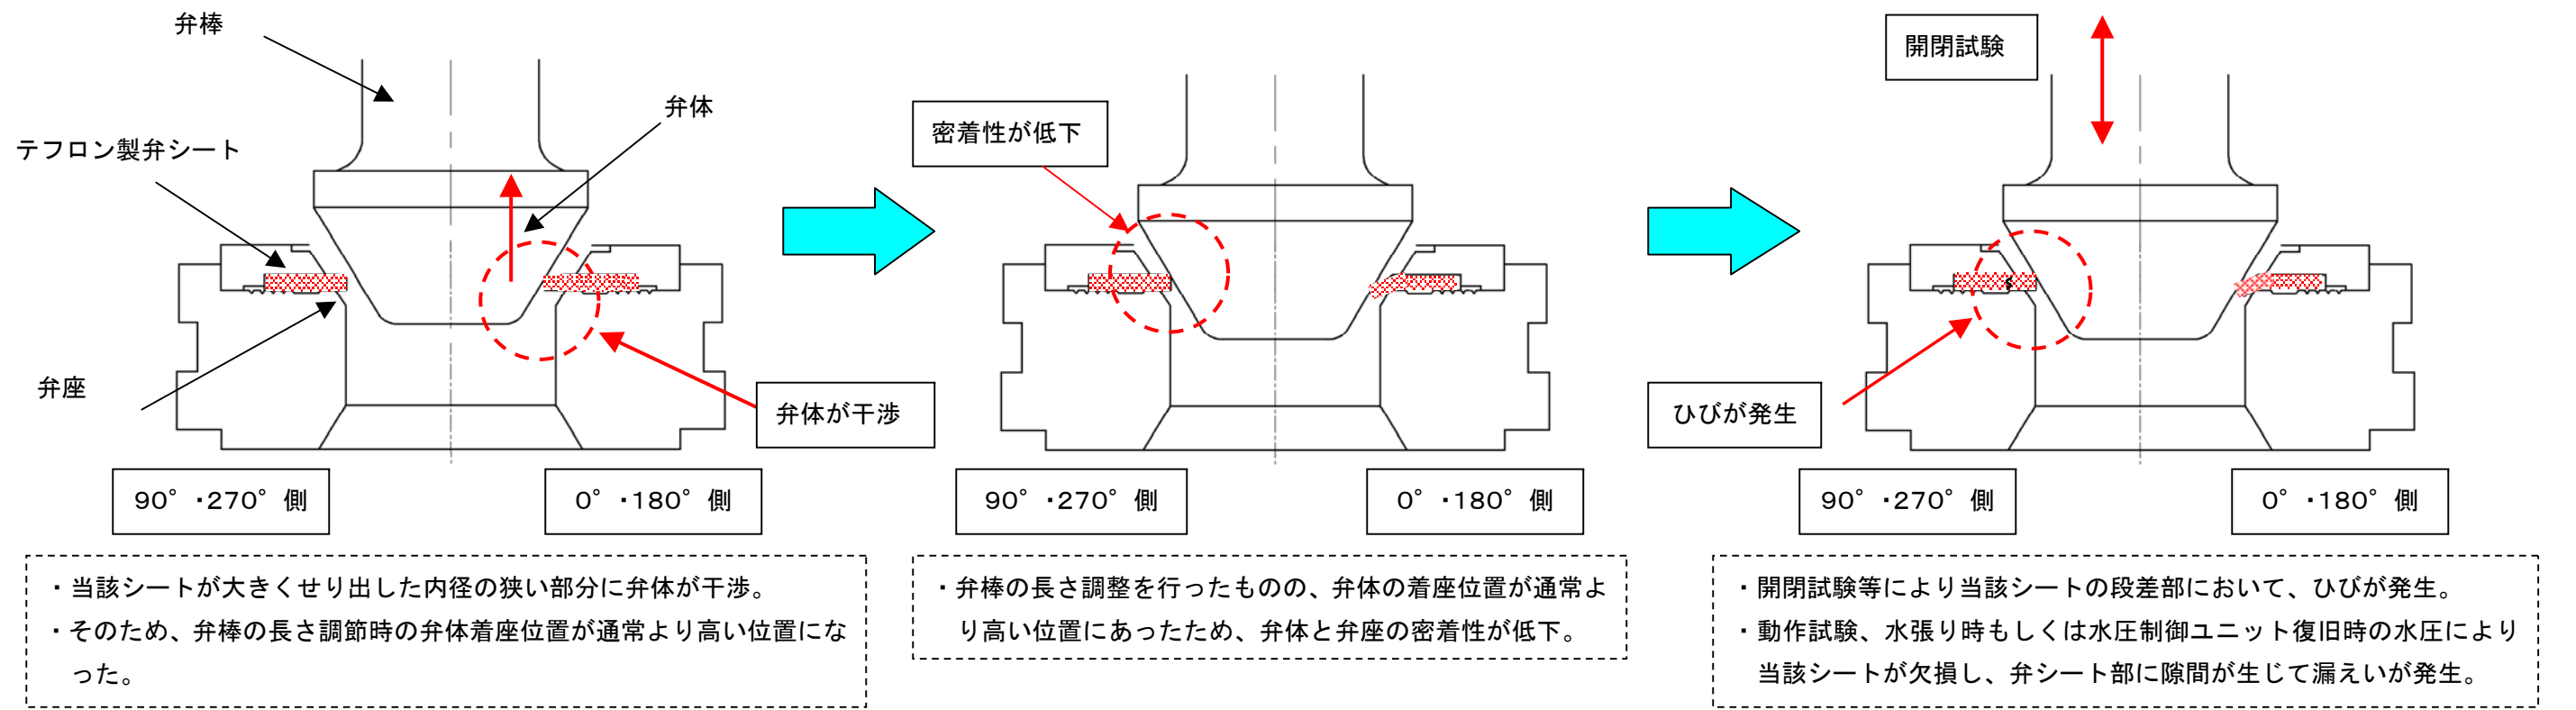 弁棒
弁体
テフロン製弁シート
弁座
弁体が干渉
90°・270°側
0°・180°側
・当該シートが大きくせり出した内径の狭い部分に弁体が干渉。
・そのため、弁棒の長さ調節時の弁体着座位置が通常より高い位置にな
った。
密着性が低下
90°・270°側
0°・180°側
・弁棒の長さ調整を行ったものの、弁体の着座位置が通常よ
り高い位置にあったため、弁体と弁座の密着性が低下。
開閉試験
ひびが発生
90°・270°側
0°・180°側
・開閉試験等により当該シートの段差部において、ひびが発生。
・動作試験、水張り時もしくは水圧制御ユニット復旧時の水圧により
当該シートが欠損し、弁シート部に隙間が生じて漏えいが発生。